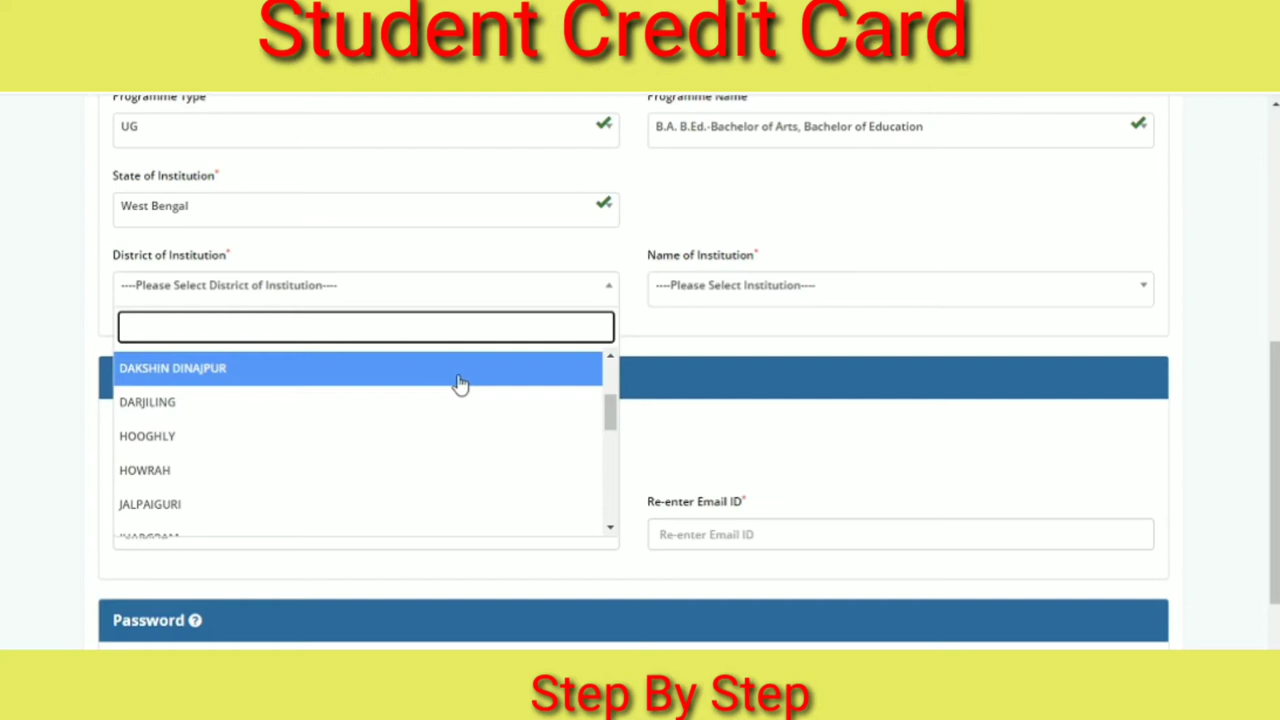 Student Credit Card
Programme Type
Programme Name
UG
B.A. B.Ed.-Bachelor of Arts, Bachelor of Education
State of Institution*
West Bengal
District of Institution*
Name of Institution*
----Please Select District of Institution----
----Please Select Institution----
DAKSHIN DINAJPUR
DARJILING
HOOGHLY
HOWRAH
JALPAIGURI
Re-enter Email ID*
Re-enter Email ID
Password ?
Step By Step